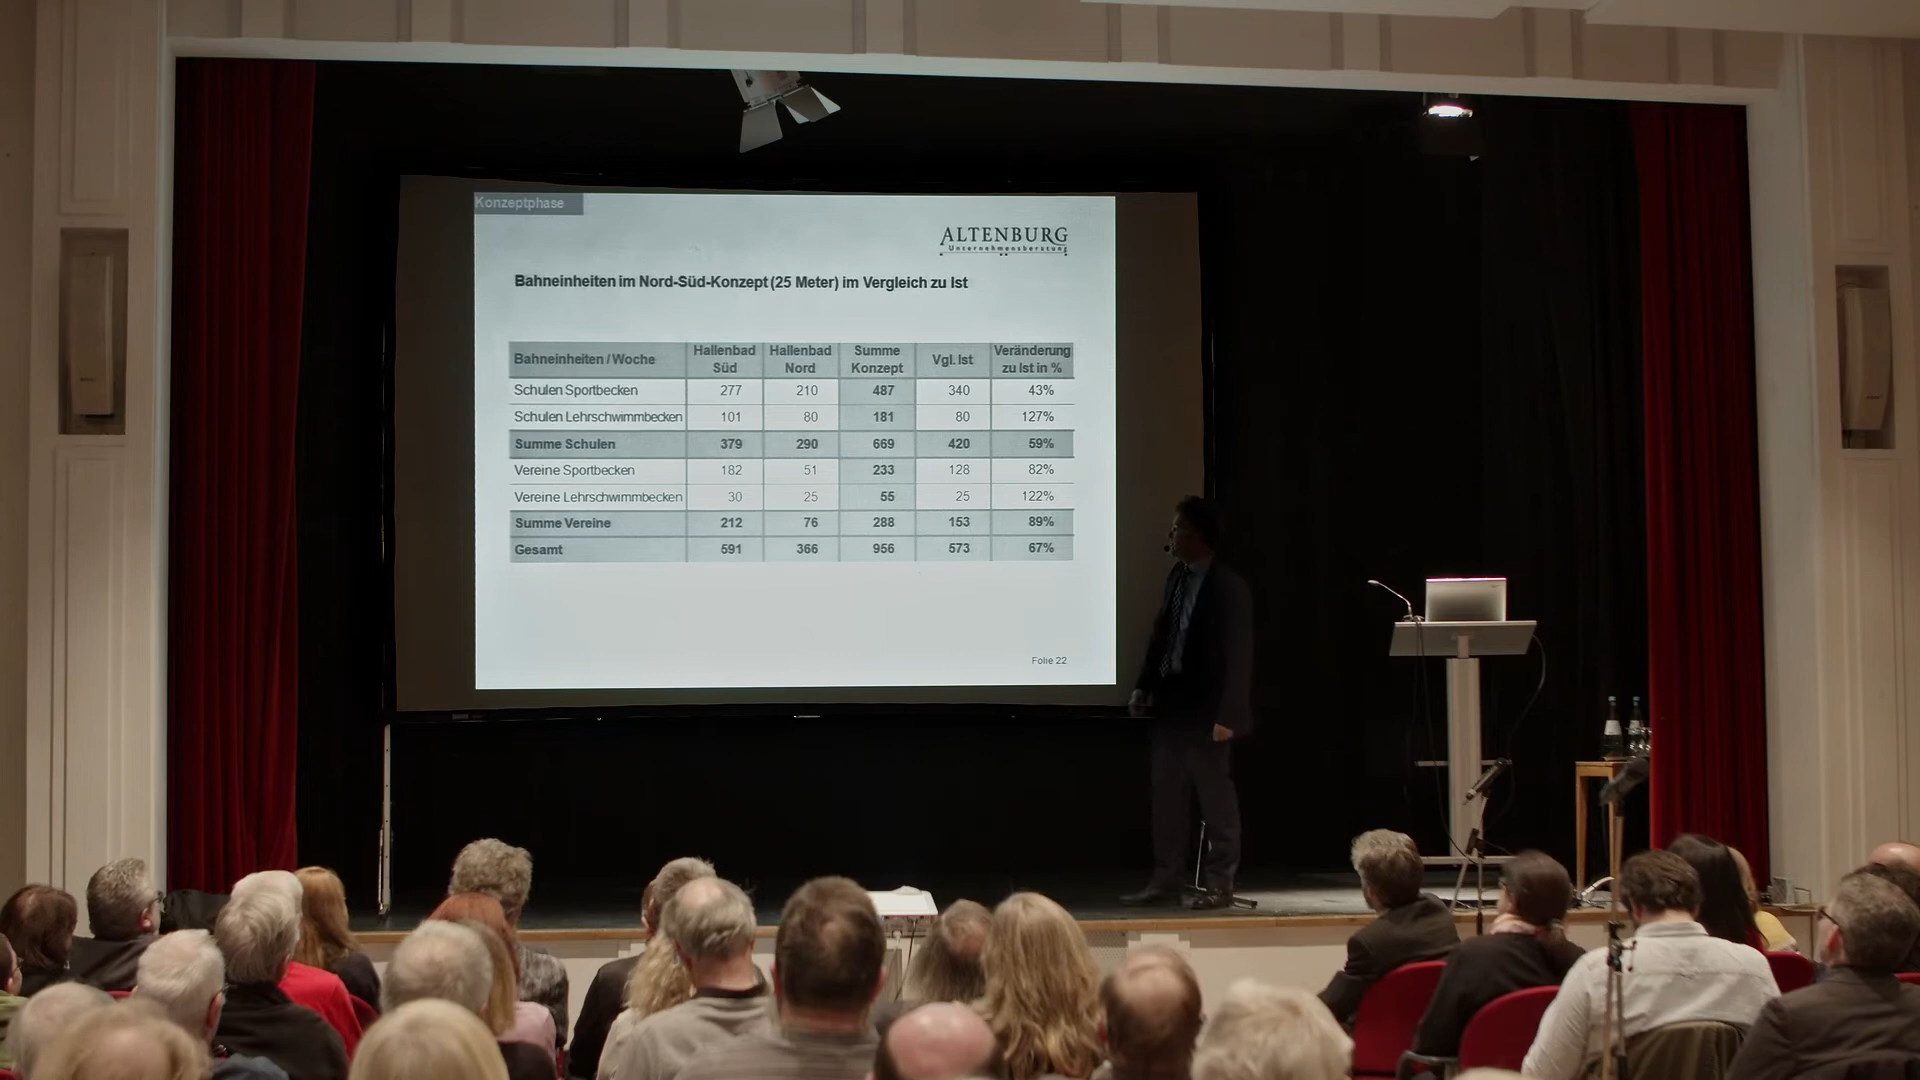 Konzeptphase
ALTENBURG
Unternehmensberatung
Bahneinheiten im Nord-Süd-Konzept (25 Meter) im Vergleich zu Ist
Bahneinheiten / Woche Hallenbad Süd Hallenbad Nord Summe Konzept Vgl. Ist Veränderung zu Ist in %
Schulen Sportbecken 277 210 487 340 43%
Schulen Lehrschwimmbecken 101 80 181 80 127%
Summe Schulen 379 290 669 420 59%
Vereine Sportbecken 182 51 233 128 82%
Vereine Lehrschwimmbecken 30 25 55 25 122%
Summe Vereine 212 76 288 153 89%
Gesamt 591 366 956 573 67%
Folie 22